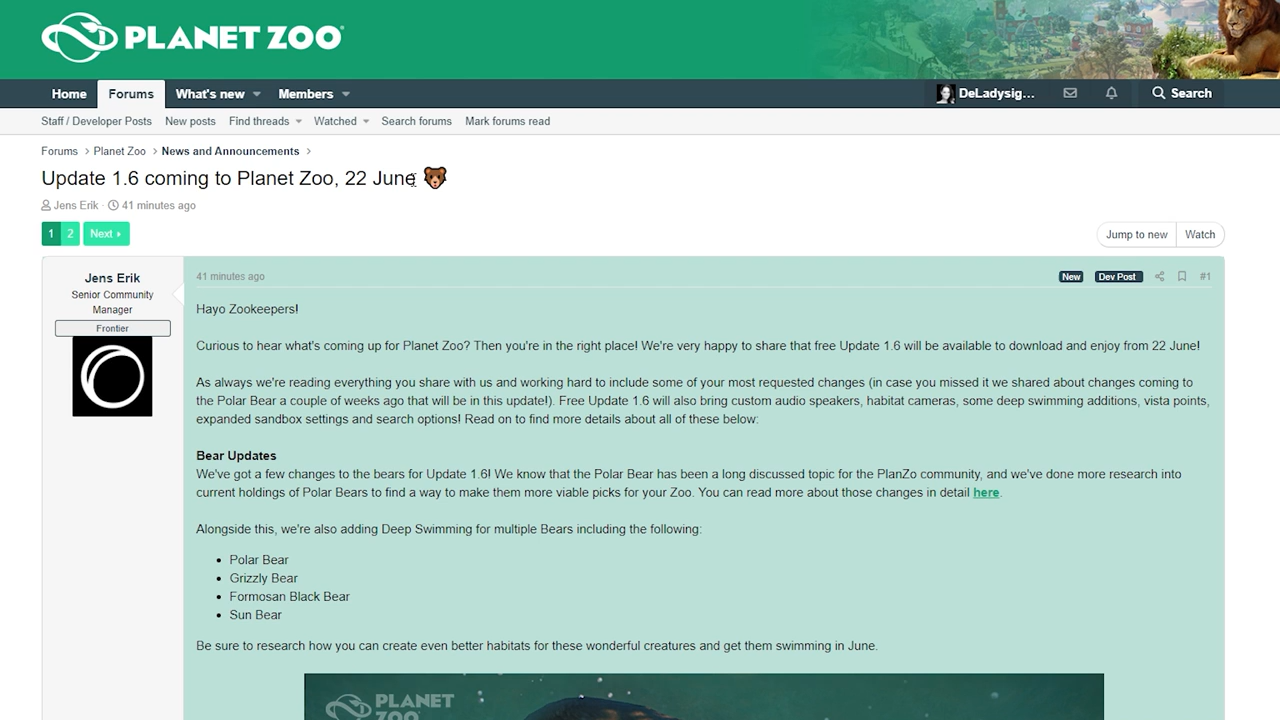 PLANET ZOO
Home Forums What's new Members DeLadysig... Search
Staff / Developer Posts New posts Find threads Watched Search forums Mark forums read
Forums Planet Zoo News and Announcements
Update 1.6 coming to Planet Zoo, 22 June
Jens Erik · 41 minutes ago
1 2 Next Jump to new Watch
Jens Erik
Senior Community
Manager
Frontier
41 minutes ago New Dev Post #1
Hayo Zookeepers!
Curious to hear what's coming up for Planet Zoo? Then you're in the right place! We're very happy to share that free Update 1.6 will be available to download and enjoy from 22 June!
As always we're reading everything you share with us and working hard to include some of your most requested changes (in case you missed it we shared about changes coming to
the Polar Bear a couple of weeks ago that will be in this update!). Free Update 1.6 will also bring custom audio speakers, habitat cameras, some deep swimming additions, vista points,
expanded sandbox settings and search options! Read on to find more details about all of these below:
Bear Updates
We've got a few changes to the bears for Update 1.6! We know that the Polar Bear has been a long discussed topic for the PlanZo community, and we've done more research into
current holdings of Polar Bears to find a way to make them more viable picks for your Zoo. You can read more about those changes in detail here.
Alongside this, we're also adding Deep Swimming for multiple Bears including the following:
• Polar Bear
• Grizzly Bear
• Formosan Black Bear
• Sun Bear
Be sure to research how you can create even better habitats for these wonderful creatures and get them swimming in June.
PLANET
ZOO